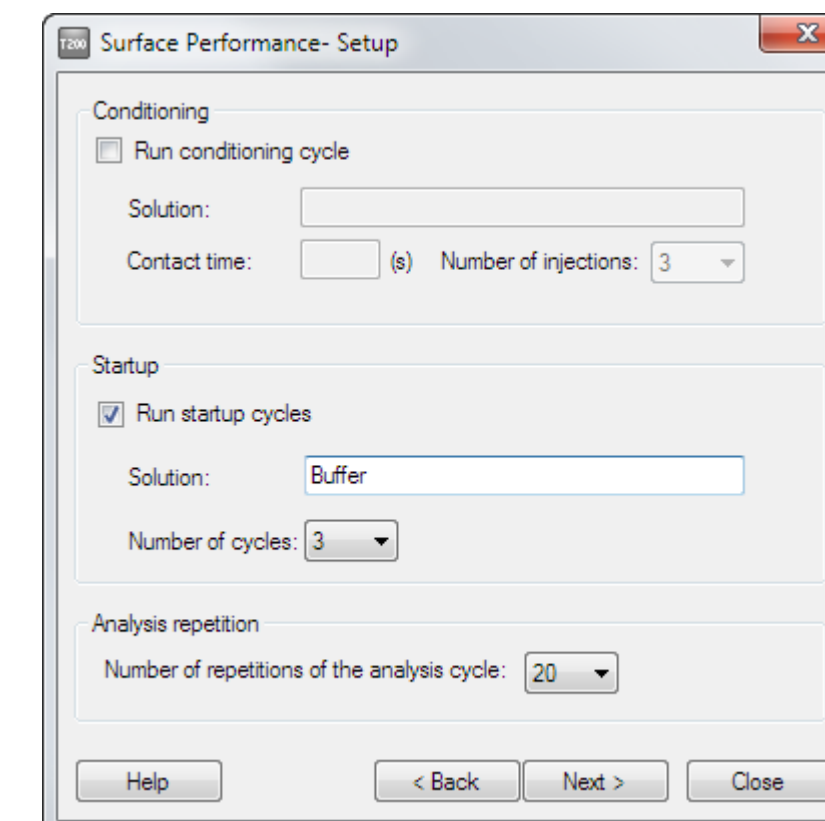 T200 Surface Performance- Setup
Conditioning
Run conditioning cycle
Solution:
Contact time: (s) Number of injections: 3
Startup
Run startup cycles
Solution: Buffer
Number of cycles: 3
Analysis repetition
Number of repetitions of the analysis cycle: 20
Help < Back Next > Close